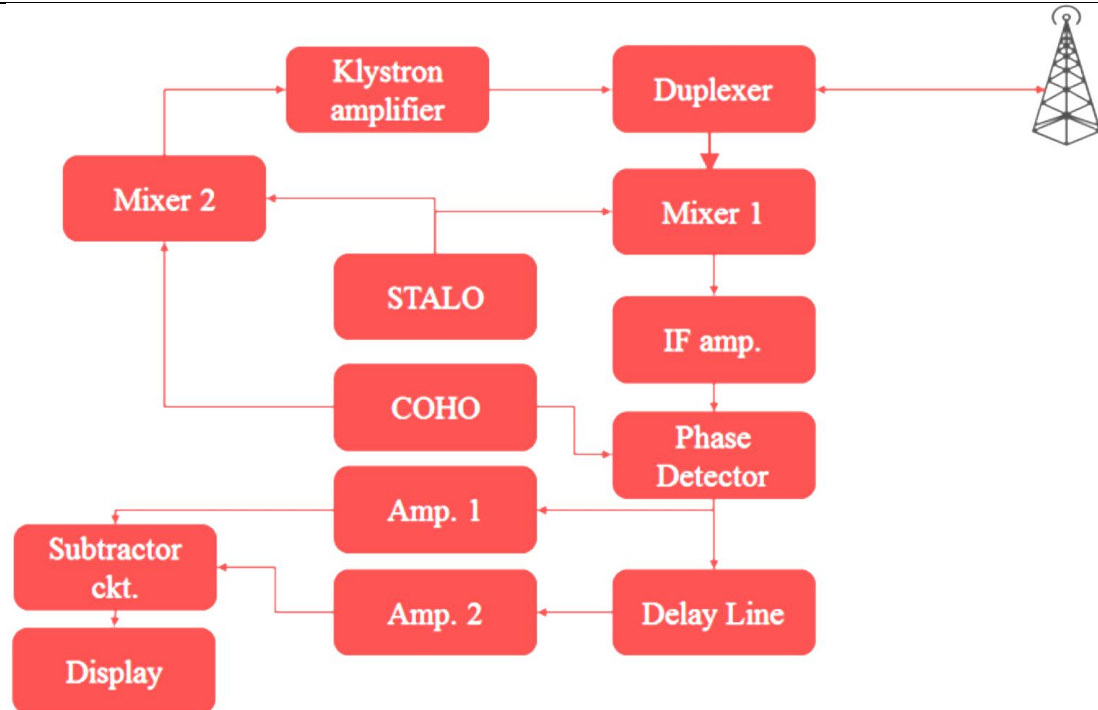 Klystron
amplifier
Duplexer
Mixer 2
Mixer 1
STALO
IF amp.
COHO
Phase
Detector
Amp. 1
Subtractor
ckt.
Amp. 2
Delay Line
Display